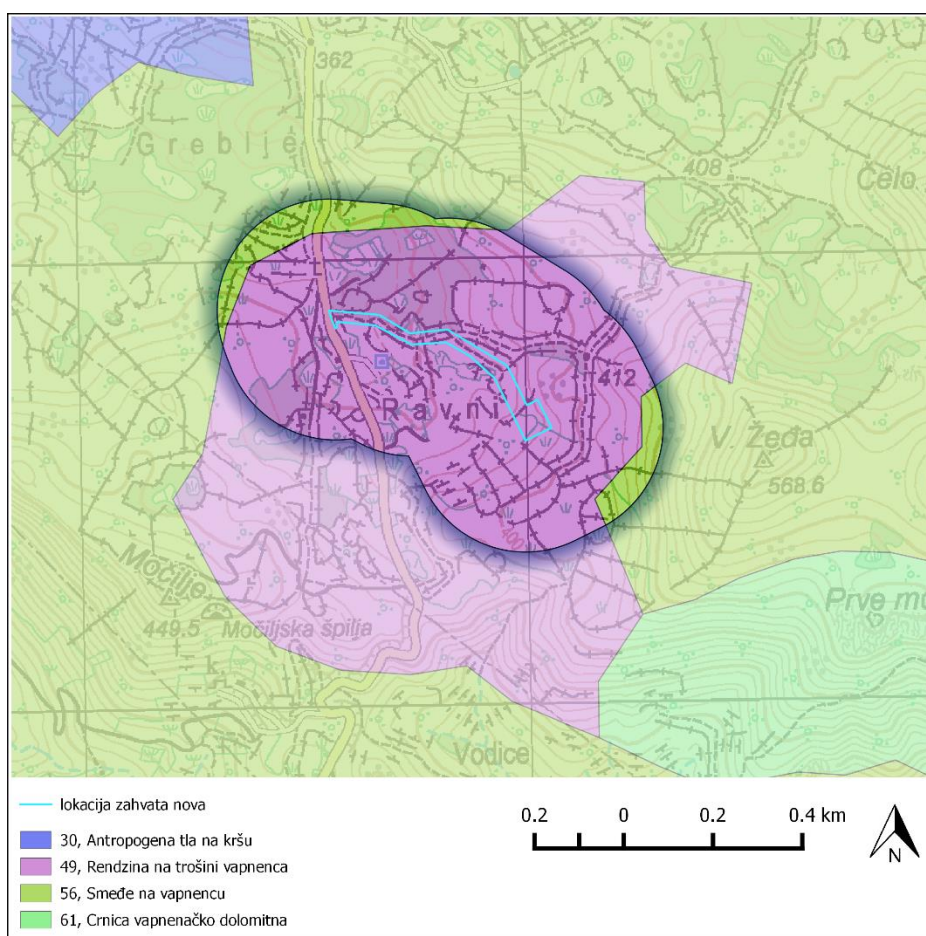 362
Greblje
408
Čelo
412
Ravni
V. Žeđa
568.6
400
Močilje
449.5
Močiljska špilja
Vodice
lokacija zahvata nova
30, Antropogena tla na kršu
49, Rendzina na trošini vapnenca
56, Smeđe na vapnencu
61, Crnica vapnenačko dolomitna
0.2 0 0.2 0.4 km
N